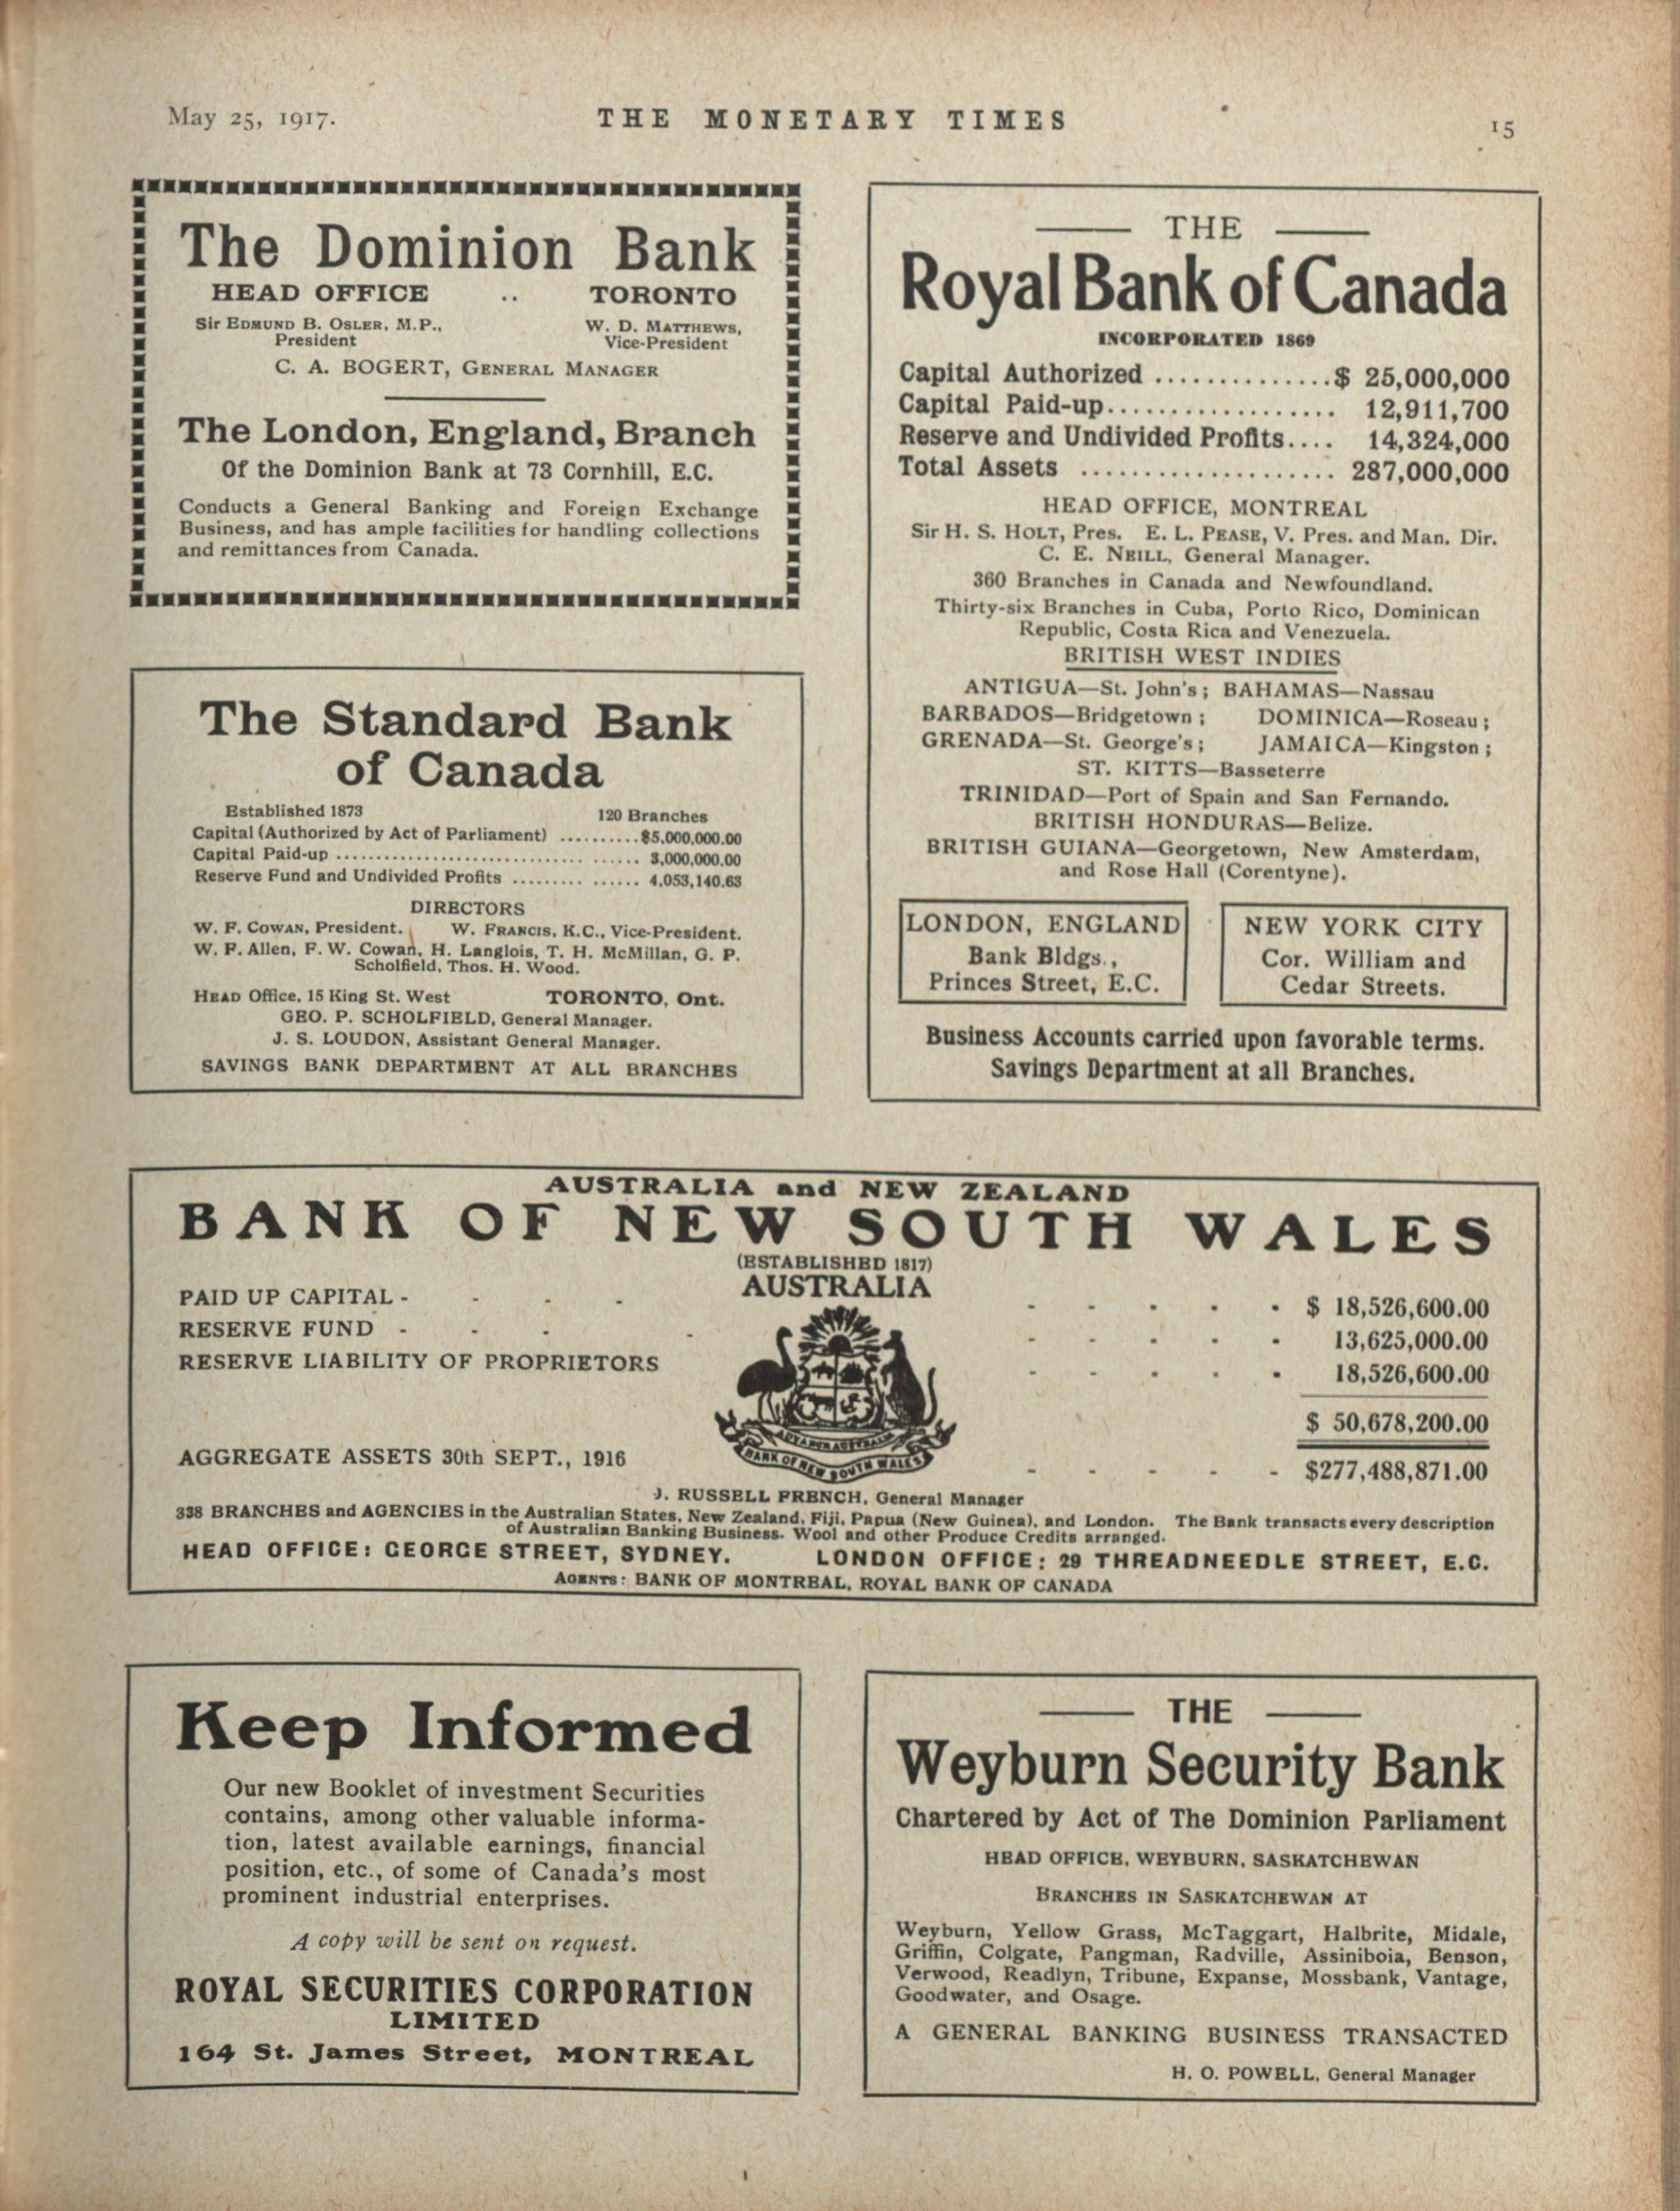 May 25, 1917.
THE MONETARY TIMES
15
The Dominion Bank
HEAD OFFICE .. TORONTO
Sir EDMUND B. OSLER, M.P.,
President
W. D. MATTHEWS,
Vice-President
C. A. BOGERT, GENERAL MANAGER
The London, England, Branch
Of the Dominion Bank at 73 Cornhill, E.C.
Conducts a General Banking and Foreign Exchange
Business, and has ample facilities for handling collections
and remittances from Canada.
The Standard Bank
of Canada
Established 1873 120 Branches
Capital (Authorized by Act of Parliament) ..........$5,000,000.00
Capital Paid-up ...................................... 3,000,000.00
Reserve Fund and Undivided Profits ............... 4,053,140.63
DIRECTORS
W. F. COWAN, President. W. FRANCIS, K.C., Vice-President.
W. F. Allen, F. W. Cowan, H. Langlois, T. H. McMillan, G. P.
Scholfield, Thos. H. Wood.
HEAD Office, 15 King St. West TORONTO, Ont.
GEO. P. SCHOLFIELD, General Manager.
J. S. LOUDON, Assistant General Manager.
SAVINGS BANK DEPARTMENT AT ALL BRANCHES
THE
Royal Bank of Canada
INCORPORATED 1869
Capital Authorized ..............$ 25,000,000
Capital Paid-up.................. 12,911,700
Reserve and Undivided Profits.... 14,324,000
Total Assets .................... 287,000,000
HEAD OFFICE, MONTREAL
Sir H. S. HOLT, Pres. E. L. PEASE, V. Pres. and Man. Dir.
C. E. NEILL, General Manager.
360 Branches in Canada and Newfoundland.
Thirty-six Branches in Cuba, Porto Rico, Dominican
Republic, Costa Rica and Venezuela.
BRITISH WEST INDIES
ANTIGUA—St. John's; BAHAMAS—Nassau
BARBADOS—Bridgetown; DOMINICA—Roseau;
GRENADA—St. George's; JAMAICA—Kingston;
ST. KITTS—Basseterre
TRINIDAD—Port of Spain and San Fernando.
BRITISH HONDURAS—Belize.
BRITISH GUIANA—Georgetown, New Amsterdam,
and Rose Hall (Corentyne).
LONDON, ENGLAND
Bank Bldgs.,
Princes Street, E.C.
NEW YORK CITY
Cor. William and
Cedar Streets.
Business Accounts carried upon favorable terms.
Savings Department at all Branches.
AUSTRALIA and NEW ZEALAND
BANK OF NEW SOUTH WALES
(ESTABLISHED 1817)
AUSTRALIA
PAID UP CAPITAL - - - - - - - - - $ 18,526,600.00
RESERVE FUND - - - - - - - - - 13,625,000.00
RESERVE LIABILITY OF PROPRIETORS - - - - - 18,526,600.00
$ 50,678,200.00
ADVANCE AUSTRALIA
BANK OF NEW SOUTH WALES
AGGREGATE ASSETS 30th SEPT., 1916 - - - - - $277,488,871.00
J. RUSSELL FRENCH, General Manager
338 BRANCHES and AGENCIES in the Australian States, New Zealand, Fiji, Papua (New Guinea), and London. The Bank transacts every description
of Australian Banking Business. Wool and other Produce Credits arranged.
HEAD OFFICE: GEORGE STREET, SYDNEY. LONDON OFFICE: 29 THREADNEEDLE STREET, E.C.
AGENTS: BANK OF MONTREAL, ROYAL BANK OF CANADA
Keep Informed
Our new Booklet of investment Securities
contains, among other valuable informa-
tion, latest available earnings, financial
position, etc., of some of Canada's most
prominent industrial enterprises.
A copy will be sent on request.
ROYAL SECURITIES CORPORATION
LIMITED
164 St. James Street, MONTREAL
THE
Weyburn Security Bank
Chartered by Act of The Dominion Parliament
HEAD OFFICE, WEYBURN, SASKATCHEWAN
BRANCHES IN SASKATCHEWAN AT
Weyburn, Yellow Grass, McTaggart, Halbrite, Midale,
Griffin, Colgate, Pangman, Radville, Assiniboia, Benson,
Verwood, Readlyn, Tribune, Expanse, Mossbank, Vantage,
Goodwater, and Osage.
A GENERAL BANKING BUSINESS TRANSACTED
H. O. POWELL, General Manager